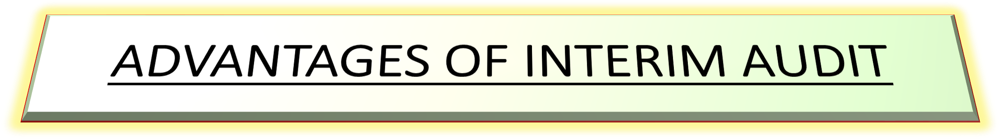 ADVANTAGES OF INTERIM AUDIT